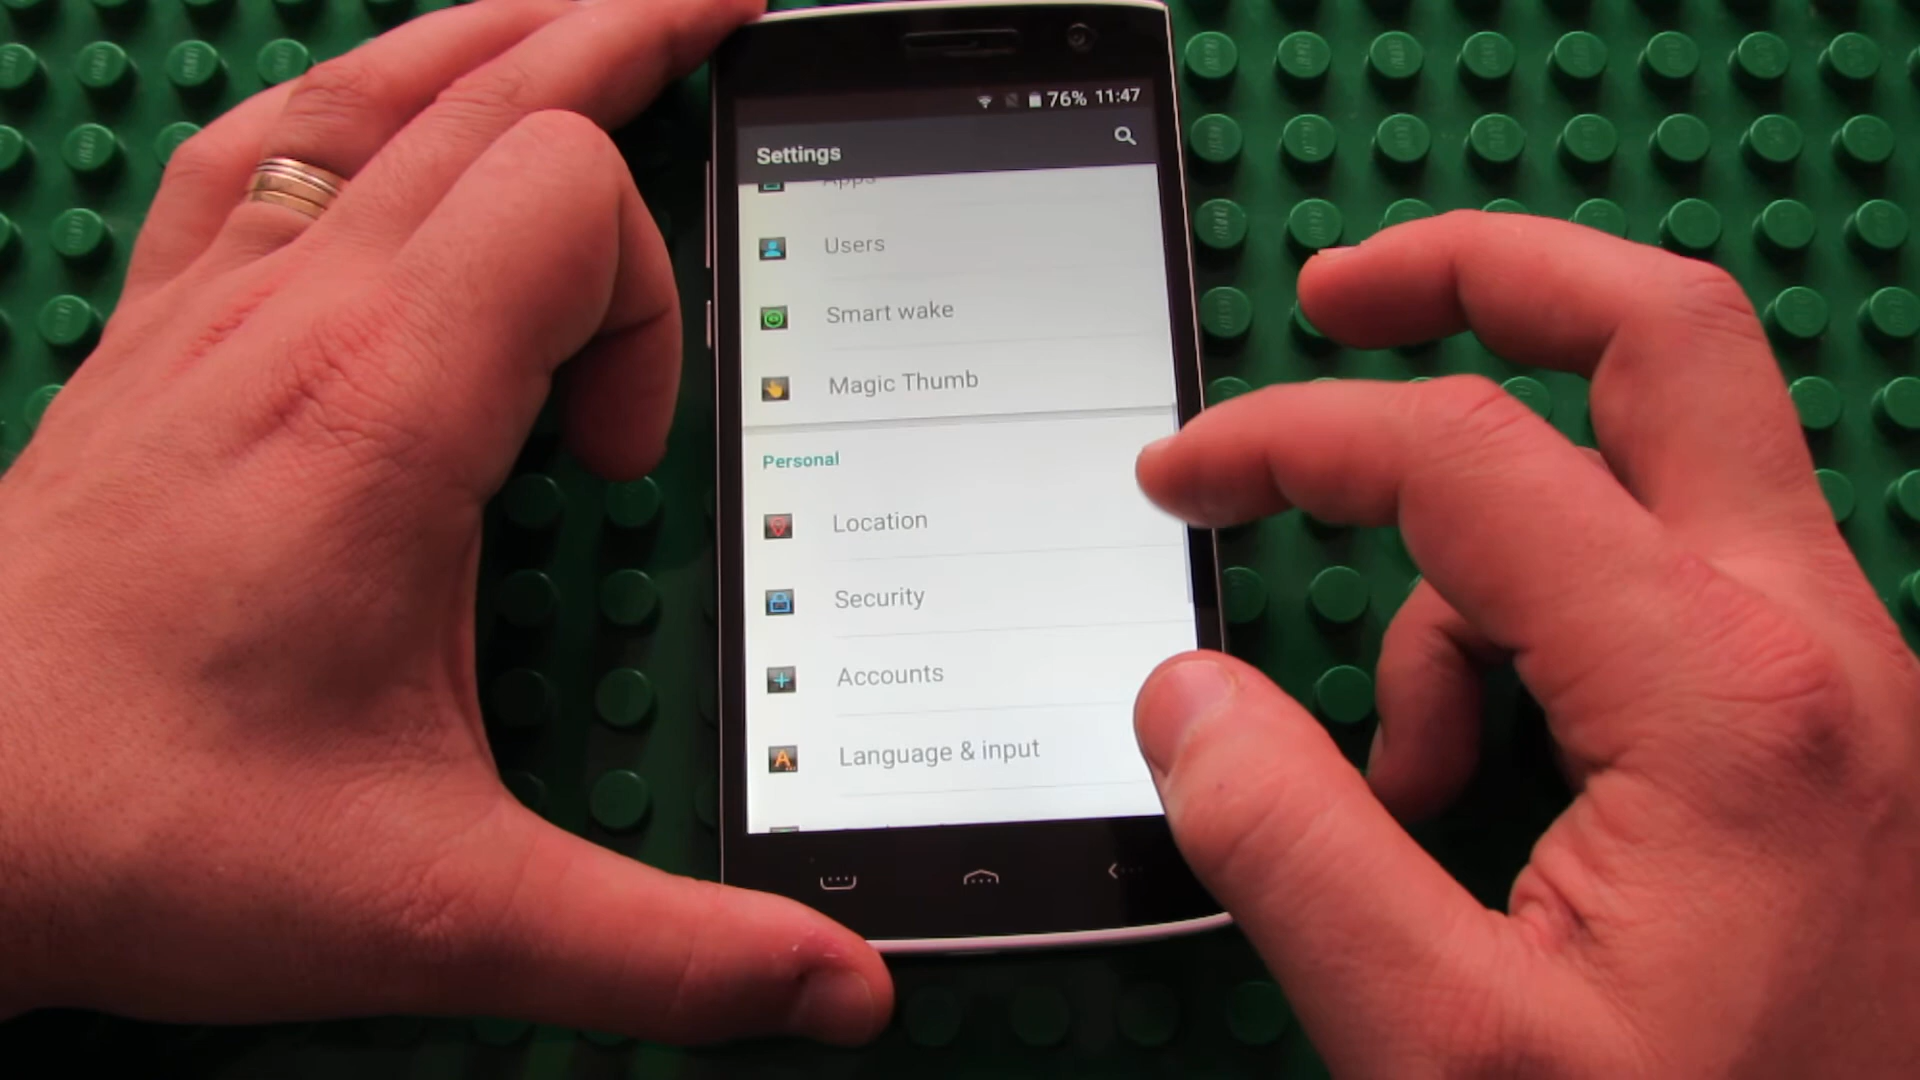 76% 11:47
Settings
Apps
Users
Smart wake
Magic Thumb
Personal
Location
Security
Accounts
Language & input